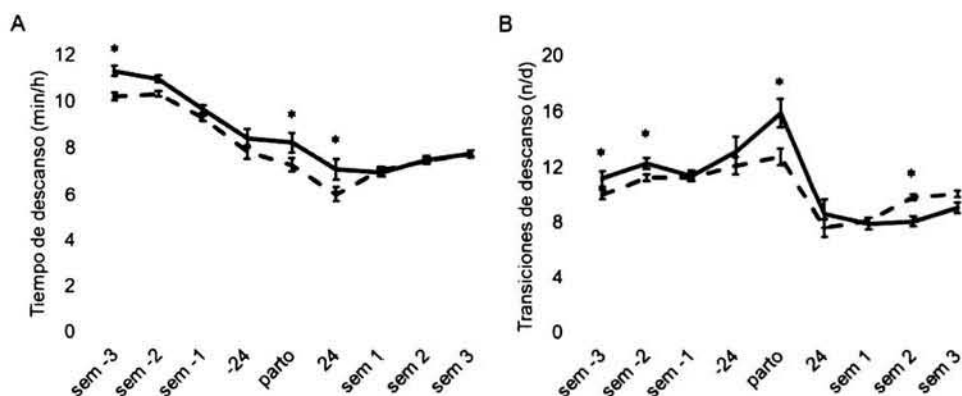 A
Tiempo de descanso (min/h)
12
10
8
6
4
2
0
*
*
*
sem -3
sem -2
sem -1
-24
parto
24
sem 1
sem 2
sem 3
B
Transiciones de descanso (n/d)
20
16
12
8
4
0
*
*
*
*
sem -3
sem -2
sem -1
-24
parto
24
sem 1
sem 2
sem 3